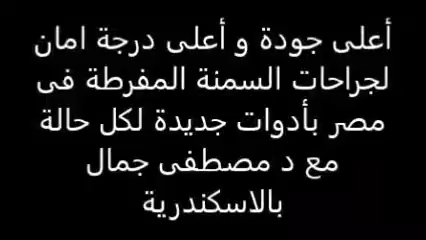 أعلى جودة و أعلى درجة امان
لجراحات السمنة المفرطة فى
مصر بأدوات جديدة لكل حالة
مع د مصطفى جمال
بالاسكندرية